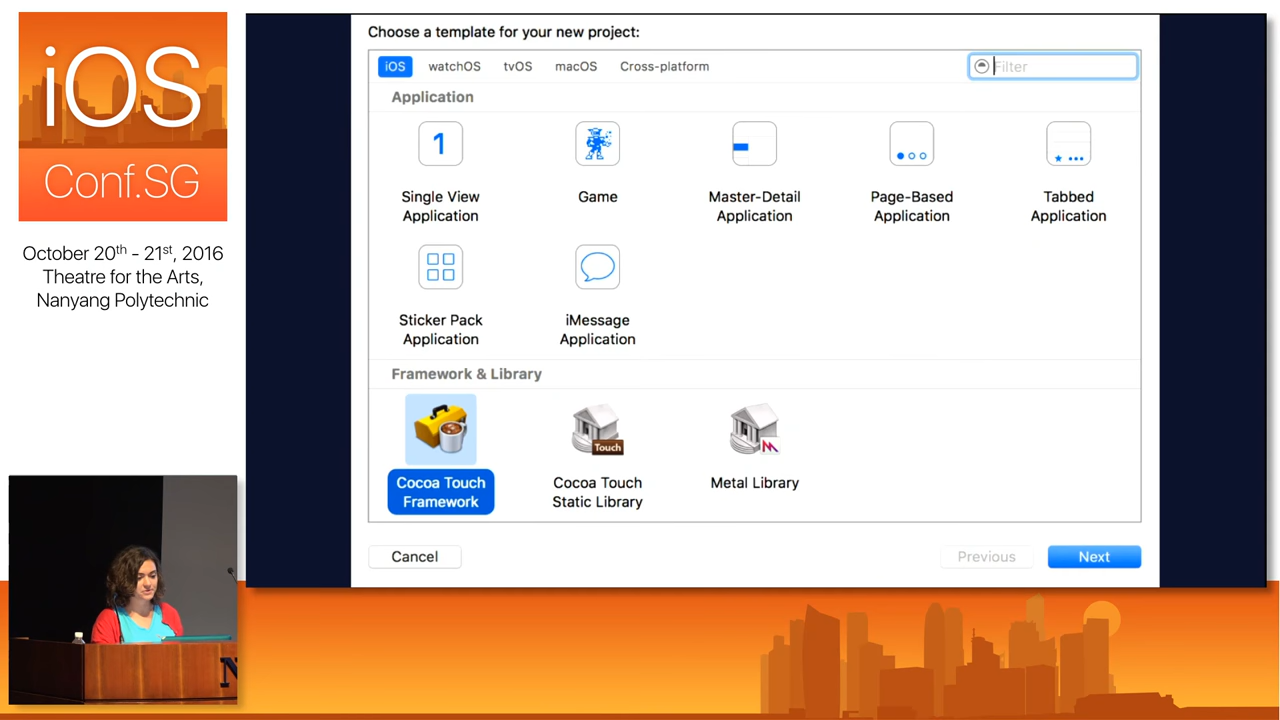 iOS
Conf.SG
October 20th - 21st, 2016
Theatre for the Arts,
Nanyang Polytechnic
Choose a template for your new project:
iOS watchOS tvOS macOS Cross-platform Filter
Application
1
Single View
Application
Game
Master-Detail
Application
Page-Based
Application
Tabbed
Application
Sticker Pack
Application
iMessage
Application
Framework & Library
Cocoa Touch
Framework
Touch
Cocoa Touch
Static Library
Metal Library
Cancel Previous Next
N